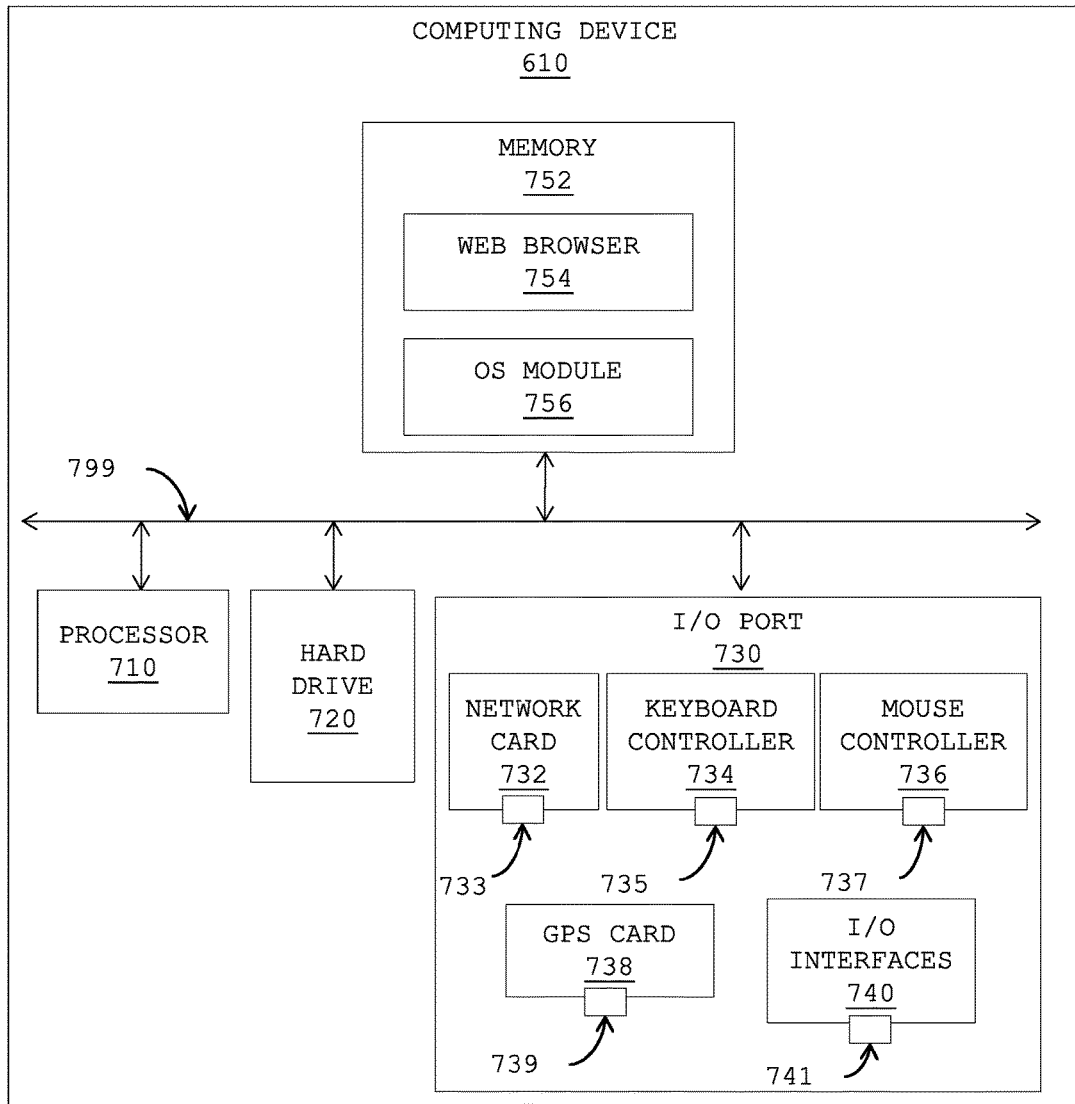 COMPUTING DEVICE
610
MEMORY
752
WEB BROWSER
754
OS MODULE
756
799
PROCESSOR
710
HARD
DRIVE
720
I/O PORT
730
NETWORK
CARD
732
KEYBOARD
CONTROLLER
734
MOUSE
CONTROLLER
736
733
735
737
GPS CARD
738
I/O
INTERFACES
740
739
741